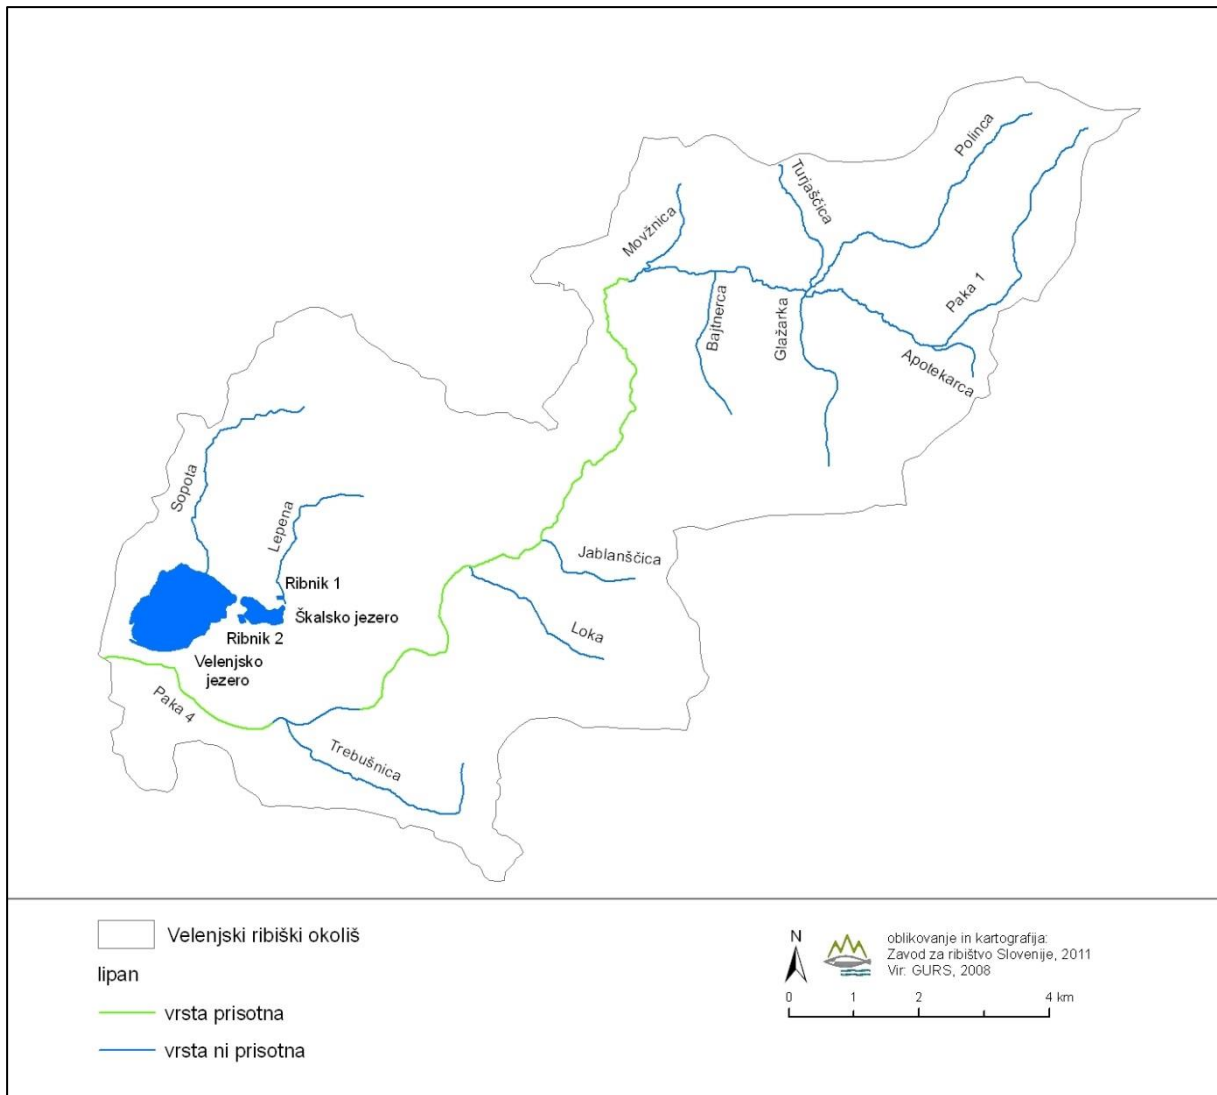 Polinca
Turjaščica
Movžnica
Paka 1
Bajtnerca
Glažarka
Apotekarca
Sopota
Lepena
Jablanščica
Ribnik 1
Škalsko jezero
Ribnik 2
Loka
Velenjsko
jezero
Paka 4
Trebušnica
Velenjski ribiški okoliš
lipan
vrsta prisotna
vrsta ni prisotna
N
oblikovanje in kartografija:
Zavod za ribištvo Slovenije, 2011
Vir: GURS, 2008
0 1 2 4 km